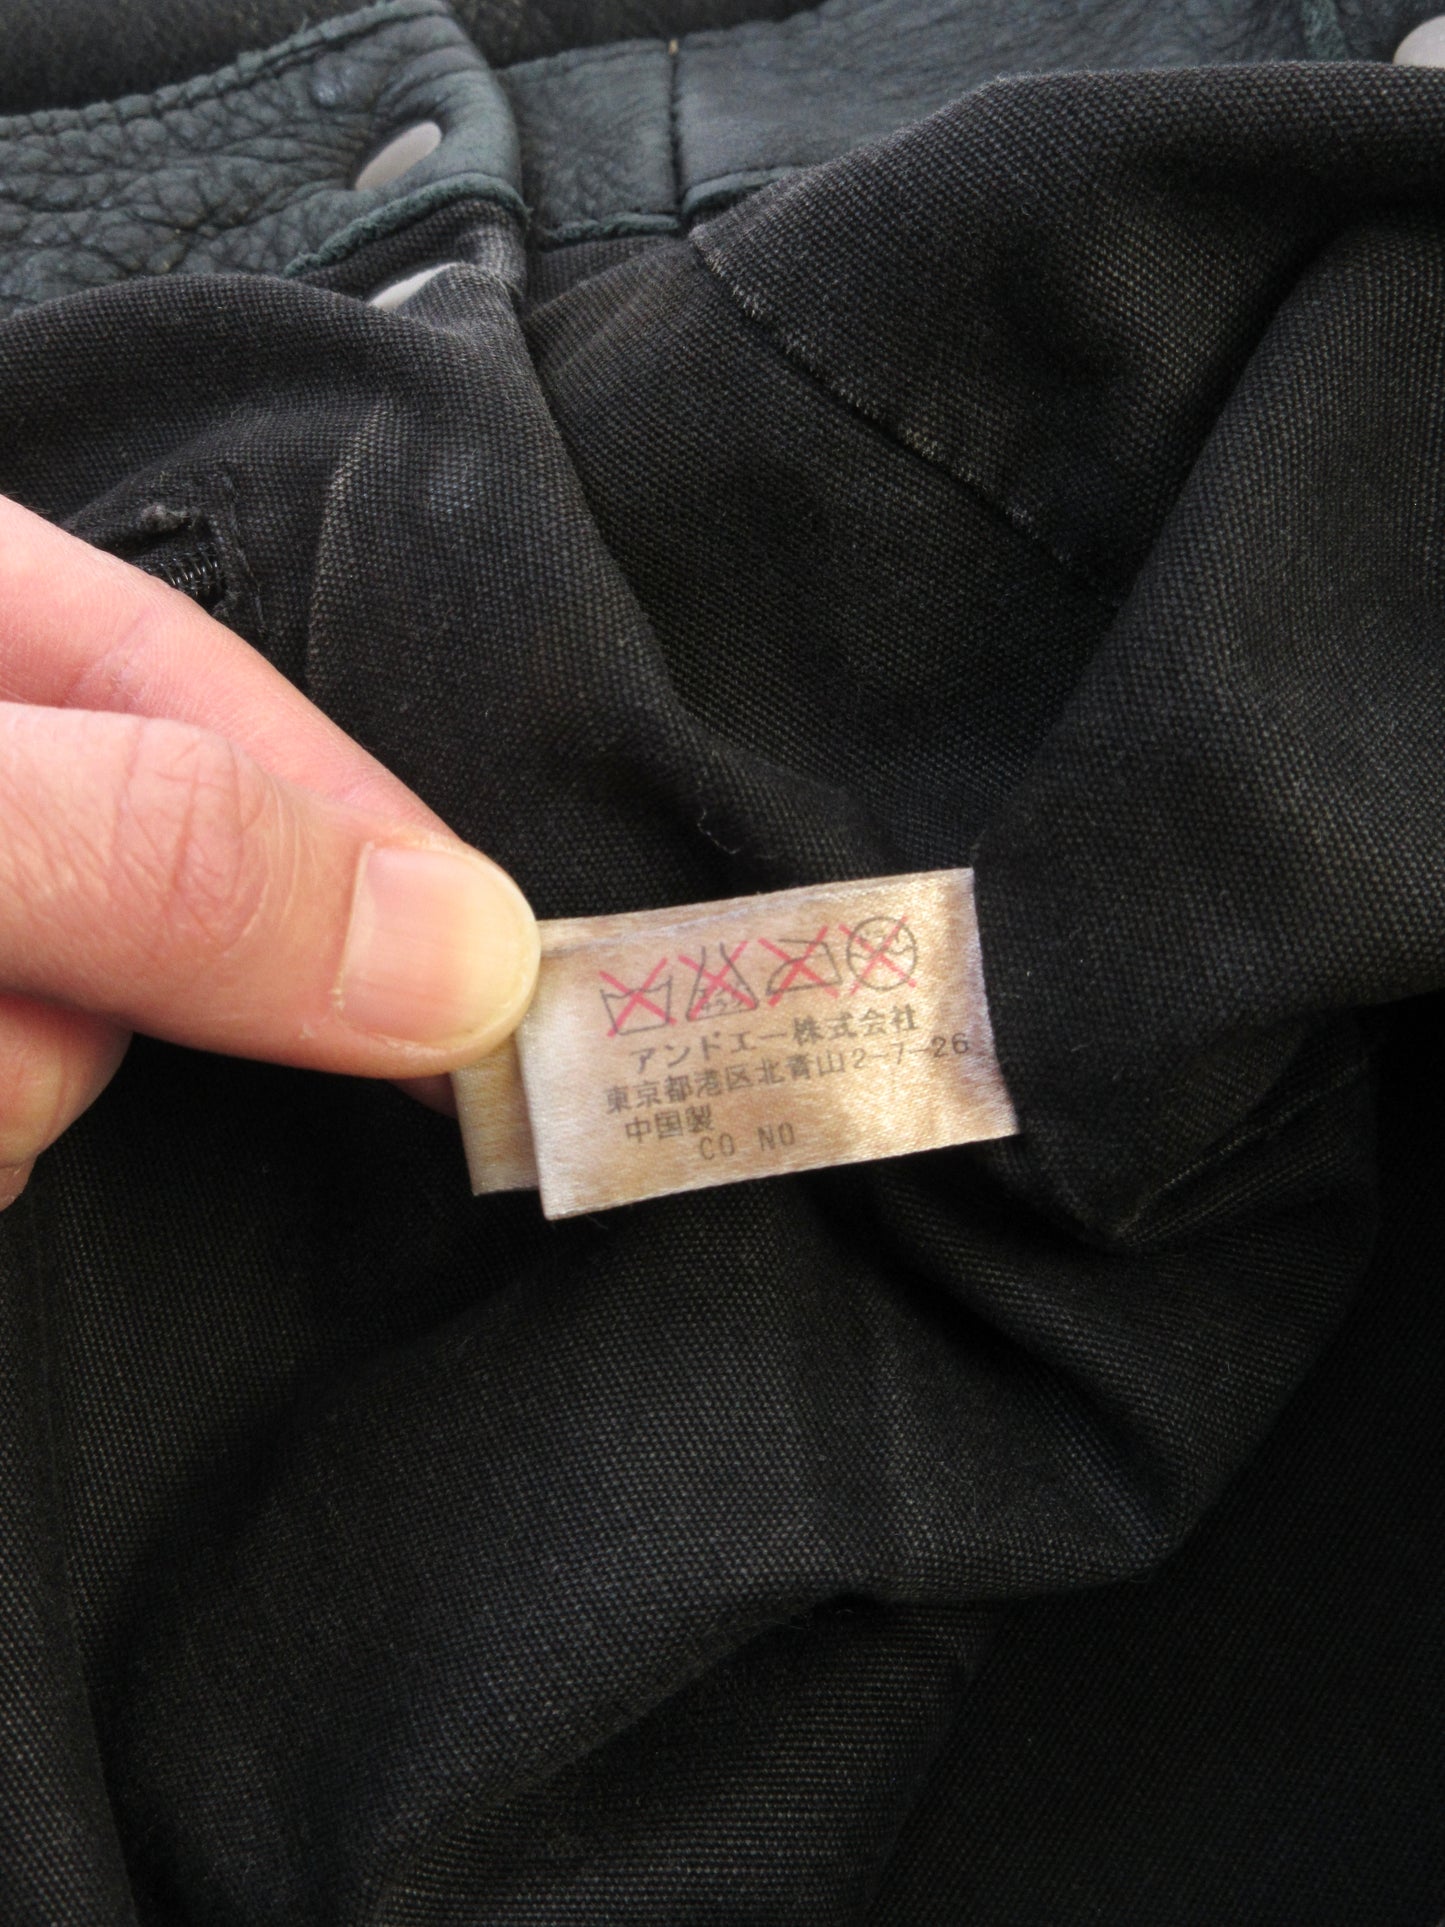 アンドエー株式会社
東京都港区北青山2-7-26
中国製
CO NO